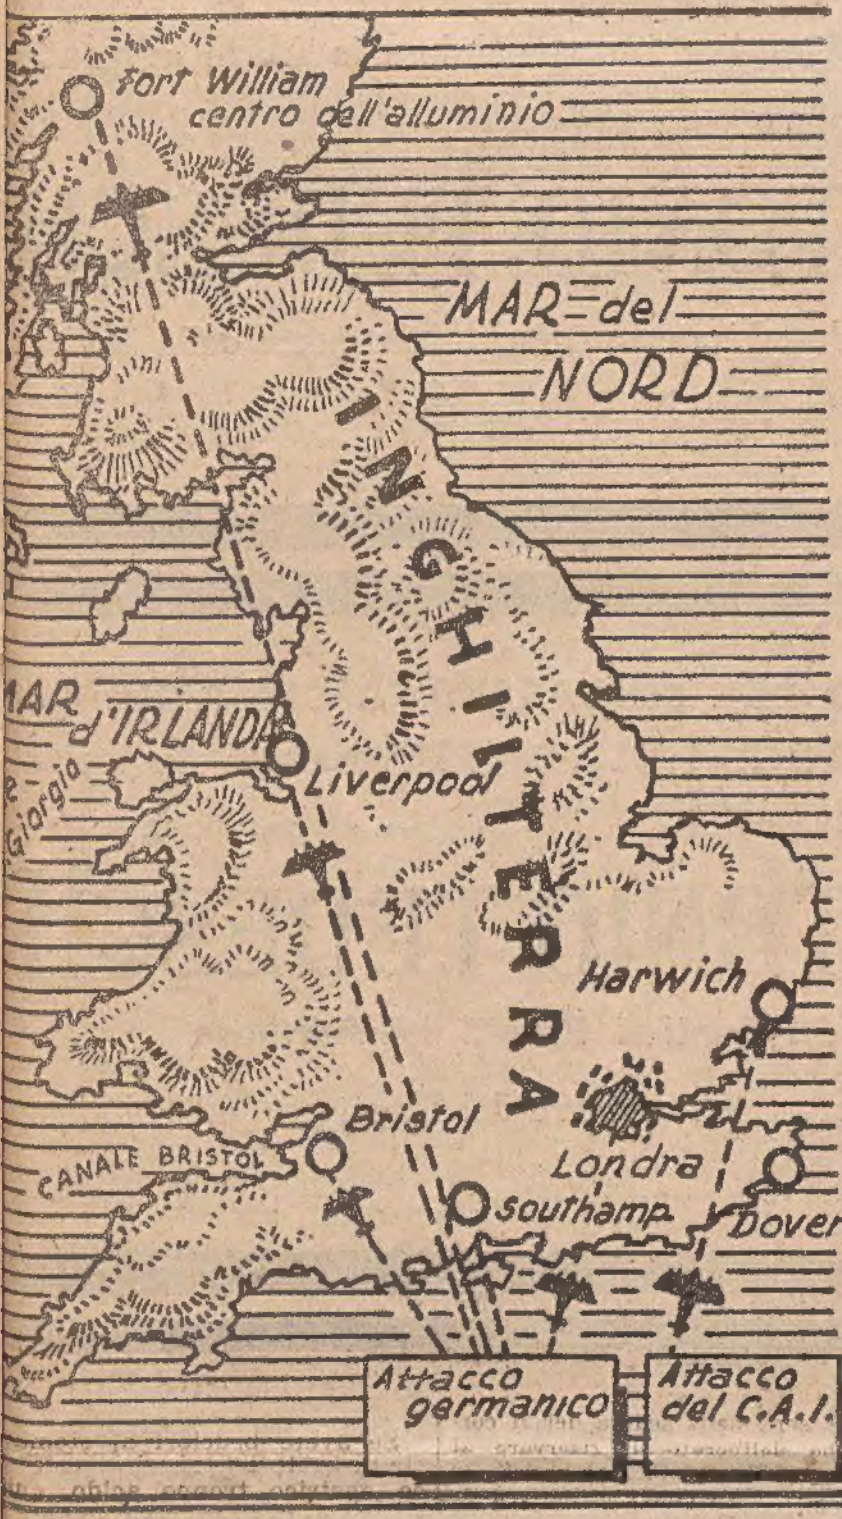 Fort William
centro dell'alluminio
MAR del
NORD
INGHILTERRA
MAR
d'IRLANDA
Giorgio
Liverpool
Harwich
Bristol
CANALE BRISTOL
Londra
Southamp.
Dover
Attacco
germanico
Attacco
del C.A.I.